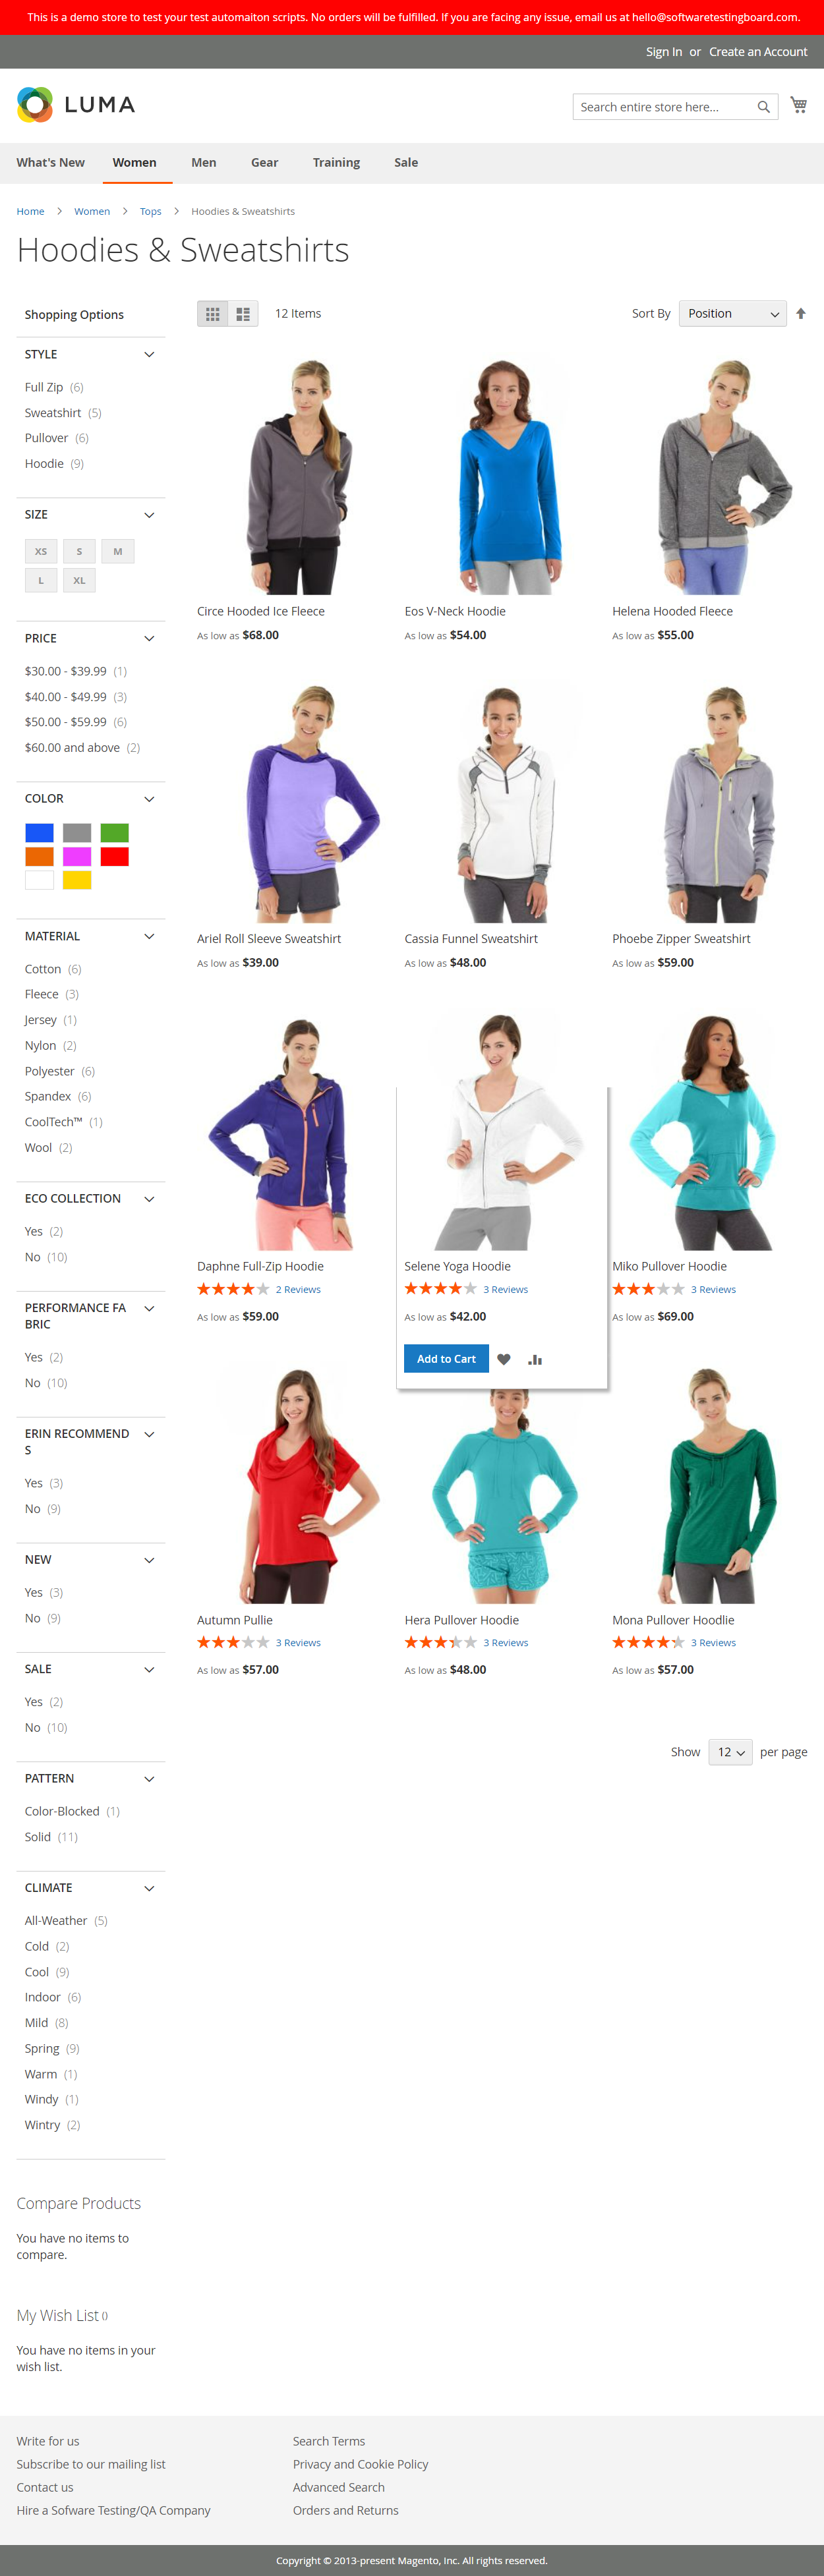 This is a demo store to test your test automaiton scripts. No orders will be fulfilled. If you are facing any issue, email us at hello@softwaretestingboard.com.
Sign In or Create an Account
LUMA
Search entire store here...
What's New Women Men Gear Training Sale
Home Women Tops Hoodies & Sweatshirts
Hoodies & Sweatshirts
Shopping Options
STYLE
Full Zip (6)
Sweatshirt (5)
Pullover (6)
Hoodie (9)
SIZE
XS S M
L XL
PRICE
$30.00 - $39.99 (1)
$40.00 - $49.99 (3)
$50.00 - $59.99 (6)
$60.00 and above (2)
COLOR
MATERIAL
Cotton (6)
Fleece (3)
Jersey (1)
Nylon (2)
Polyester (6)
Spandex (6)
CoolTech™ (1)
Wool (2)
ECO COLLECTION
Yes (2)
No (10)
PERFORMANCE FA
BRIC
Yes (2)
No (10)
ERIN RECOMMEND
S
Yes (3)
No (9)
NEW
Yes (3)
No (9)
SALE
Yes (2)
No (10)
PATTERN
Color-Blocked (1)
Solid (11)
CLIMATE
All-Weather (5)
Cold (2)
Cool (9)
Indoor (6)
Mild (8)
Spring (9)
Warm (1)
Windy (1)
Wintry (2)
Compare Products
You have no items to
compare.
My Wish List ()
You have no items in your
wish list.
12 Items
Sort By Position
Circe Hooded Ice Fleece
As low as $68.00
Eos V-Neck Hoodie
As low as $54.00
Helena Hooded Fleece
As low as $55.00
Ariel Roll Sleeve Sweatshirt
As low as $39.00
Cassia Funnel Sweatshirt
As low as $48.00
Phoebe Zipper Sweatshirt
As low as $59.00
Daphne Full-Zip Hoodie
2 Reviews
As low as $59.00
Selene Yoga Hoodie
3 Reviews
As low as $42.00
Add to Cart
Miko Pullover Hoodie
3 Reviews
As low as $69.00
Autumn Pullie
3 Reviews
As low as $57.00
Hera Pullover Hoodie
3 Reviews
As low as $48.00
Mona Pullover Hoodlie
3 Reviews
As low as $57.00
Show 12 per page
Write for us
Subscribe to our mailing list
Contact us
Hire a Sofware Testing/QA Company
Search Terms
Privacy and Cookie Policy
Advanced Search
Orders and Returns
Copyright © 2013-present Magento, Inc. All rights reserved.